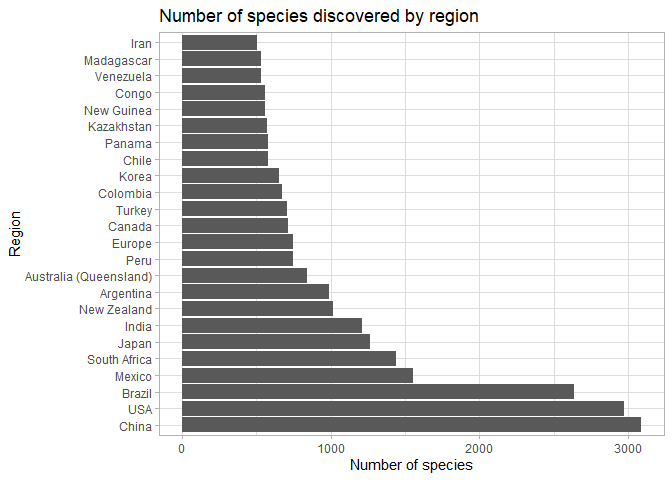 Number of species discovered by region
Iran
Madagascar
Venezuela
Congo
New Guinea
Kazakhstan
Panama
Chile
Korea
Colombia
Turkey
Canada
Europe
Peru
Australia (Queensland)
Argentina
New Zealand
India
Japan
South Africa
Mexico
Brazil
USA
China
Region
0 1000 2000 3000
Number of species